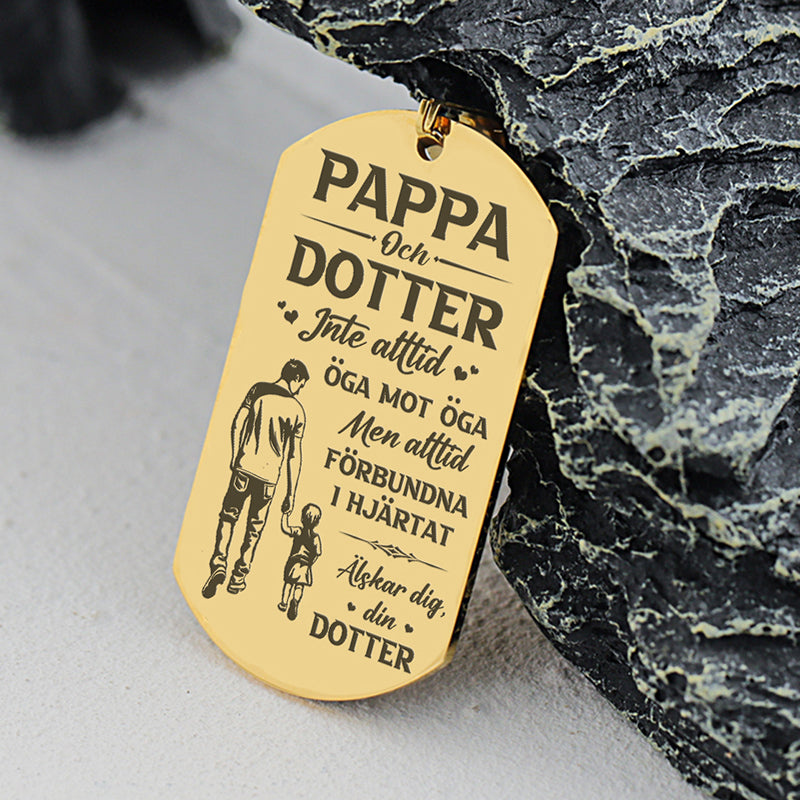 PAPPA
Och
DOTTER
Inte alltid
ÖGA MOT ÖGA
Men alltid
FÖRBUNDNA
I HJÄRTAT
Älskar dig,
din
DOTTER